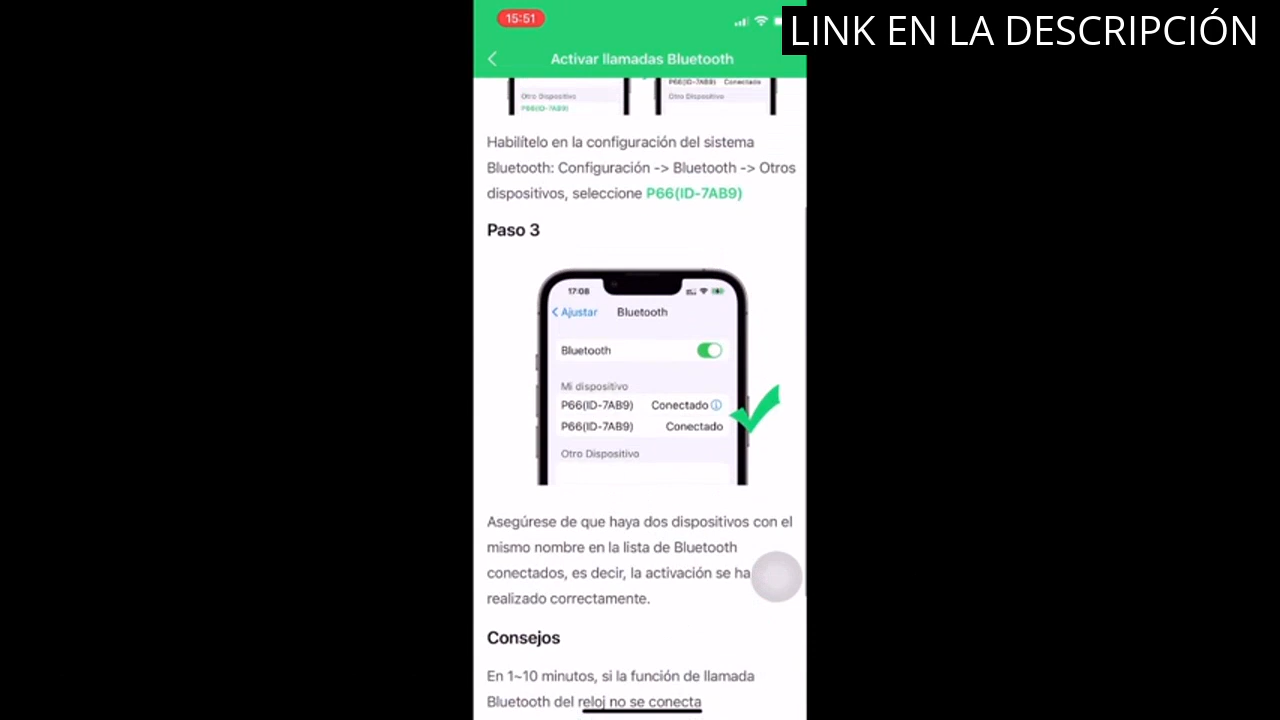 15:51
LINK EN LA DESCRIPCIÓN
Activar llamadas Bluetooth
P66(ID-7AB9) Conectado
Otro Dispositivo
Otro Dispositivo
P66(ID-7AB9)
Habilítelo en la configuración del sistema
Bluetooth: Configuración -> Bluetooth -> Otros
dispositivos, seleccione P66(ID-7AB9)
Paso 3
17:08
Ajustar Bluetooth
Bluetooth
Mi dispositivo
P66(ID-7AB9) Conectado
P66(ID-7AB9) Conectado
Otro Dispositivo
Asegúrese de que haya dos dispositivos con el
mismo nombre en la lista de Bluetooth
conectados, es decir, la activación se ha
realizado correctamente.
Consejos
En 1~10 minutos, si la función de llamada
Bluetooth del reloj no se conecta